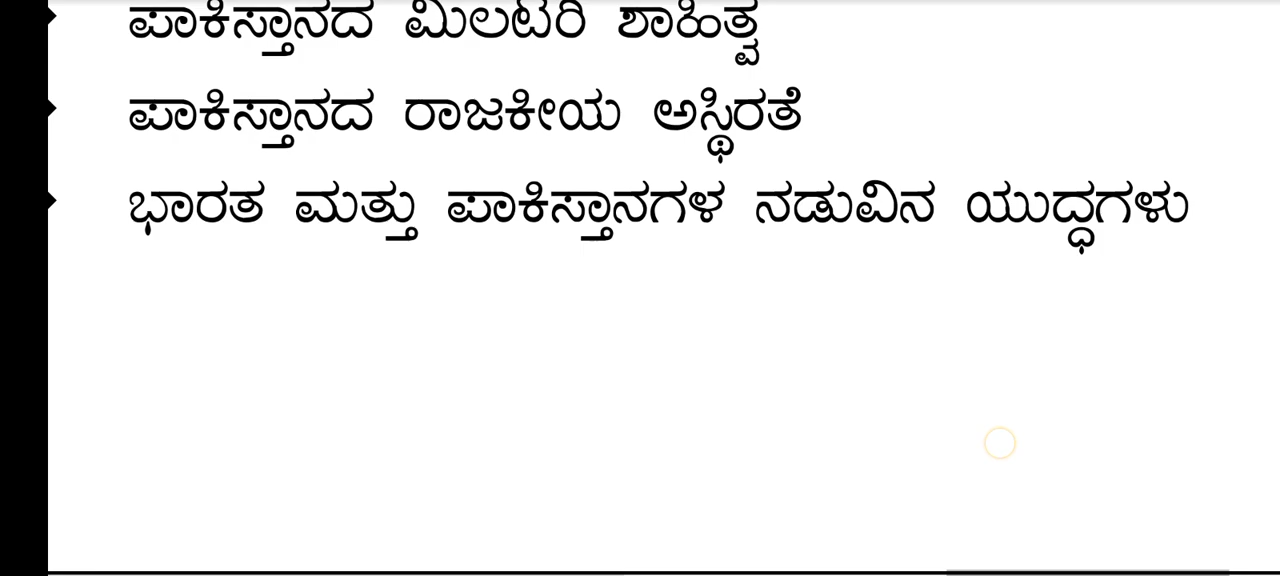 ಪಾಕಿಸ್ತಾನದ ಮಿಲಟರಿ ಶಾಹಿತ್ವ
ಪಾಕಿಸ್ತಾನದ ರಾಜಕೀಯ ಅಸ್ಥಿರತೆ
ಭಾರತ ಮತ್ತು ಪಾಕಿಸ್ತಾನಗಳ ನಡುವಿನ ಯುದ್ಧಗಳು